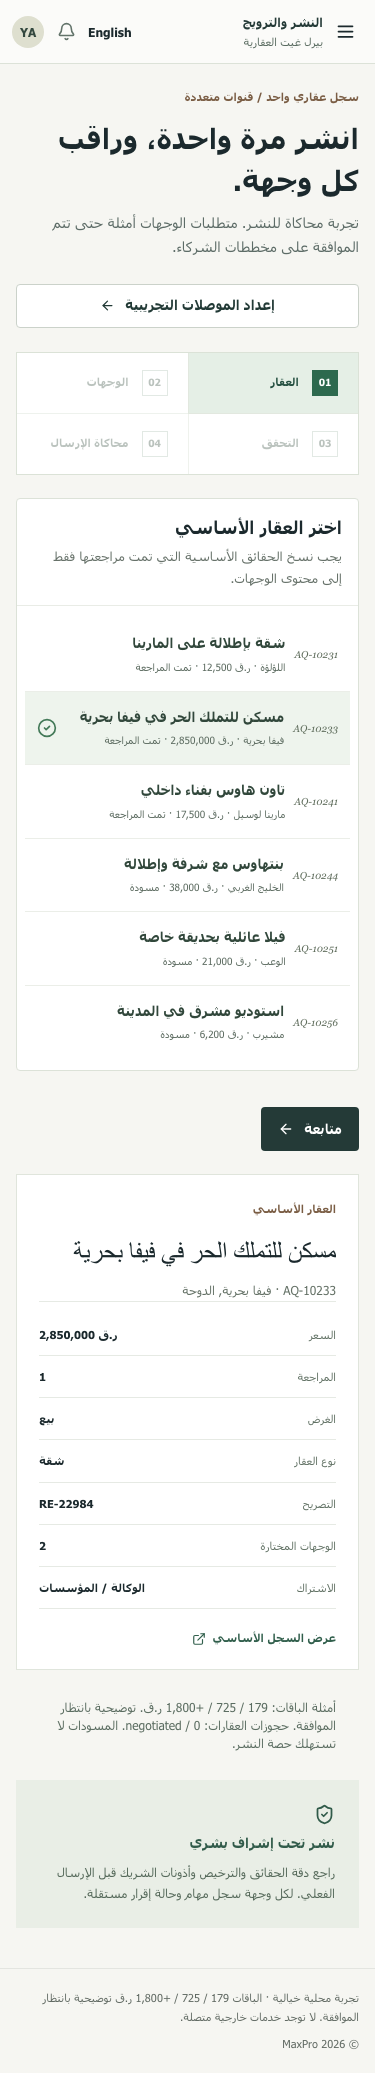 النشر والترويج
بيرل غيت العقارية
English
YA
سجل عقاري واحد / قنوات متعددة
انشر مرة واحدة، وراقب
كل وجهة.
تجربة محاكاة للنشر. متطلبات الوجهات أمثلة حتى تتم
الموافقة على مخططات الشركاء.
إعداد الموصلات التجريبية
01 العقار
02 الوجهات
03 التحقق
04 محاكاة الإرسال
اختر العقار الأساسي
يجب نسخ الحقائق الأساسية التي تمت مراجعتها فقط
إلى محتوى الوجهات.
AQ-10231
شقة بإطلالة على المارينا
اللؤلؤة · ر.ق 12,500 · تمت المراجعة
AQ-10233
مسكن للتملك الحر في فيفا بحرية
فيفا بحرية · ر.ق 2,850,000 · تمت المراجعة
AQ-10241
تاون هاوس بفناء داخلي
مارينا لوسيل · ر.ق 17,500 · تمت المراجعة
AQ-10244
بنتهاوس مع شرفة وإطلالة
الخليج الغربي · ر.ق 38,000 · مسودة
AQ-10251
فيلا عائلية بحديقة خاصة
الوعب · ر.ق 21,000 · مسودة
AQ-10256
استوديو مشرق في المدينة
مشيرب · ر.ق 6,200 · مسودة
متابعة
العقار الأساسي
مسكن للتملك الحر في فيفا بحرية
AQ-10233 · فيفا بحرية, الدوحة
السعر ر.ق 2,850,000
المراجعة 1
الغرض بيع
نوع العقار شقة
التصريح RE-22984
الوجهات المختارة 2
الاشتراك الوكالة / المؤسسات
عرض السجل الأساسي
أمثلة الباقات: 179 / 725 / +1,800 ر.ق. توضيحية بانتظار
الموافقة. حجوزات العقارات: 0 / negotiated. المسودات لا
تستهلك حصة النشر.
نشر تحت إشراف بشري
راجع دقة الحقائق والترخيص وأذونات الشريك قبل الإرسال
الفعلي. لكل وجهة سجل مهام وحالة إقرار مستقلة.
تجربة محلية خيالية · الباقات 179 / 725 / +1,800 ر.ق توضيحية بانتظار
الموافقة. لا توجد خدمات خارجية متصلة.
© 2026 MaxPro